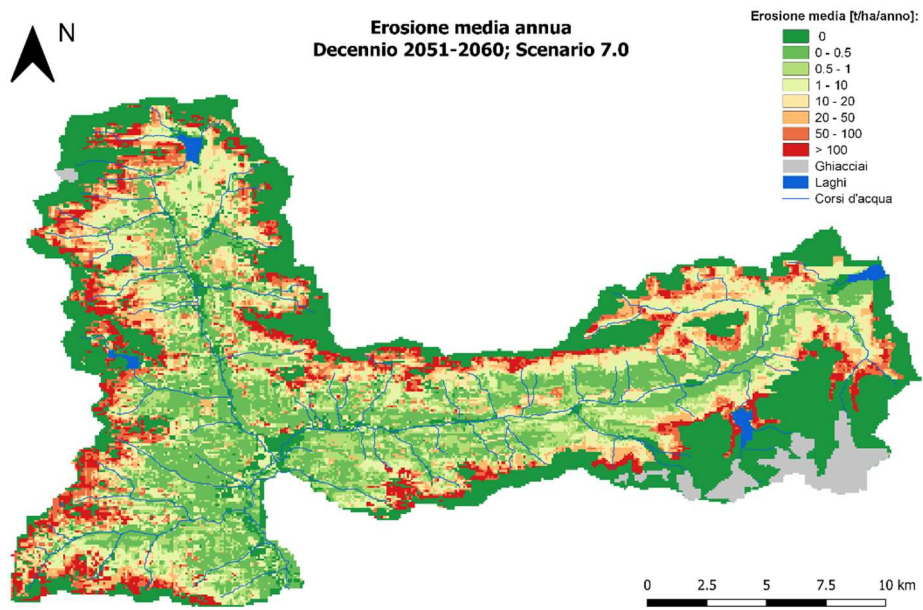 N
Erosione media annua
Decennio 2051-2060; Scenario 7.0
Erosione media [t/ha/anno]:
0
0 - 0.5
0.5 - 1
1 - 10
10 - 20
20 - 50
50 - 100
> 100
Ghiacciai
Laghi
Corsi d'acqua
0 2.5 5 7.5 10 km